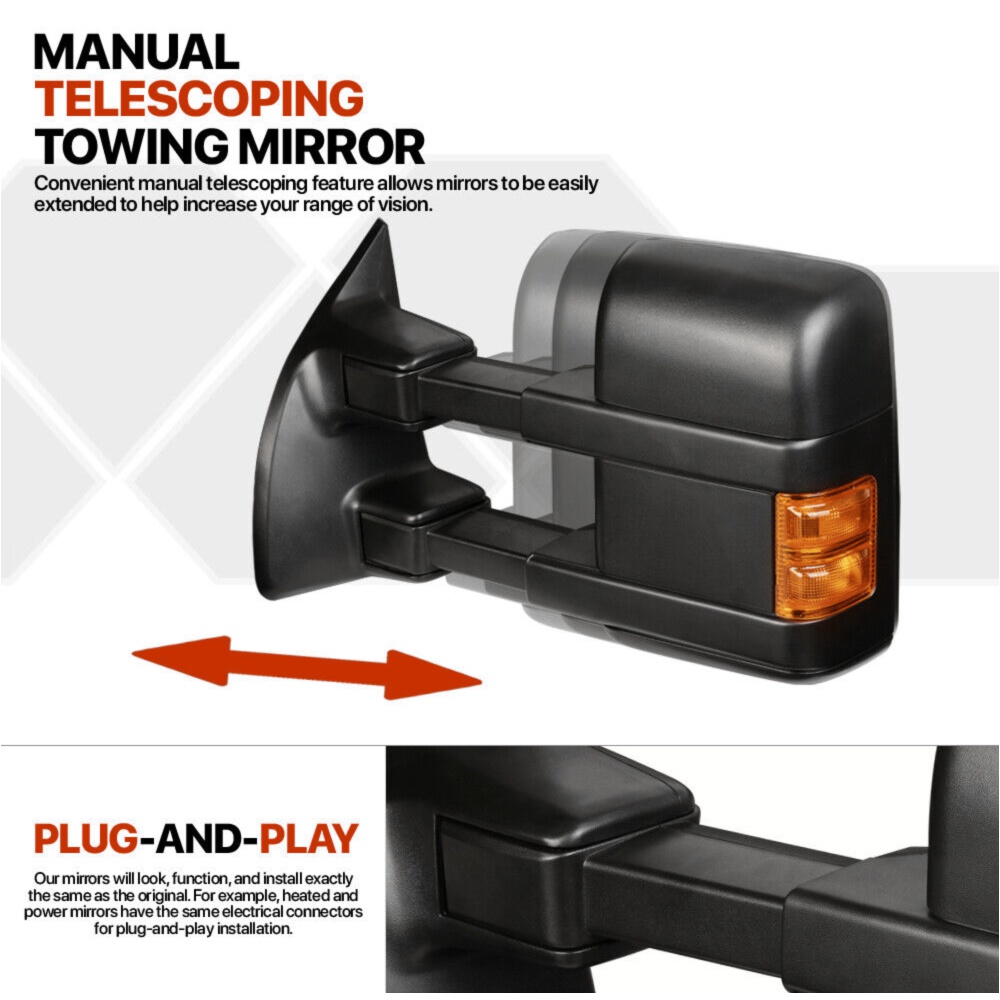 MANUAL
TELESCOPING
TOWING MIRROR
Convenient manual telescoping feature allows mirrors to be easily
extended to help increase your range of vision.
PLUG-AND-PLAY
Our mirrors will look, function, and install exactly
the same as the original. For example, heated and
power mirrors have the same electrical connectors
for plug-and-play installation.